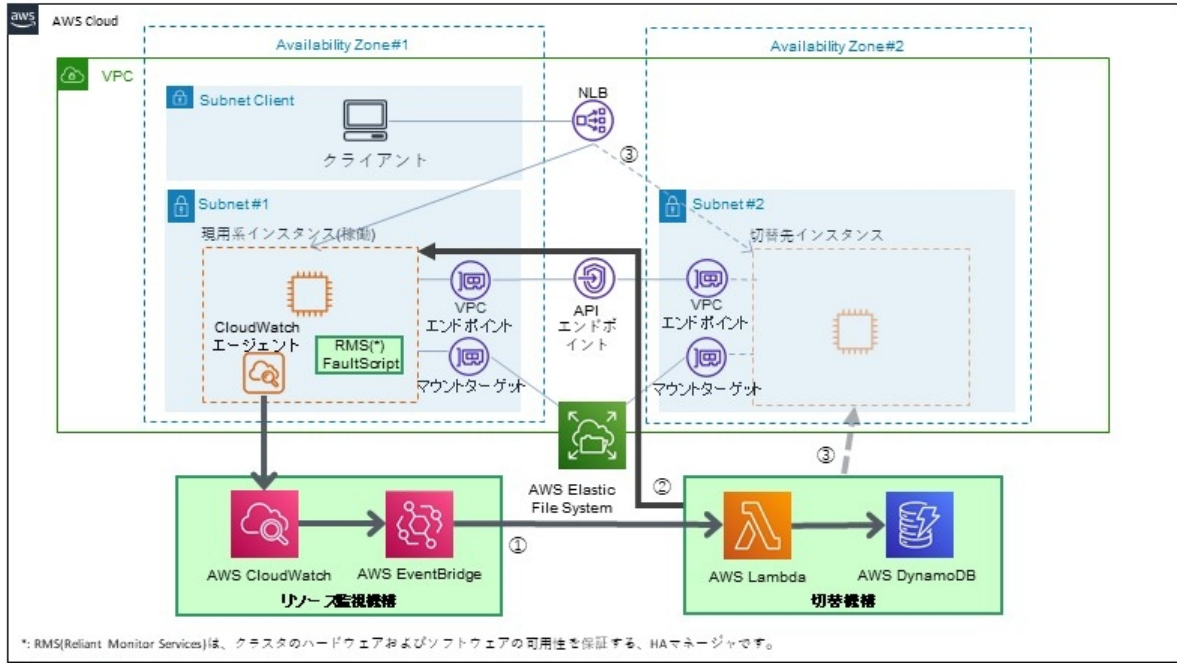 aws
AWS Cloud
Availability Zone#1
Availability Zone#2
VPC
Subnet Client
NLB
クライアント
③
Subnet#1
Subnet#2
現用系インスタンス(稼働)
切替先インスタンス
CloudWatch
エージェント
RMS(*)
FaultScript
VPC
エンドポイント
API
エンドポ
イント
VPC
エンドポイント
マウントターゲット
マウントターゲット
AWS Elastic
File System
①
②
③
AWS CloudWatch
AWS EventBridge
リソース監視機構
AWS Lambda
AWS DynamoDB
切替機構
*: RMS(Reliant Monitor Services)は、クラスタのハードウェアおよびソフトウェアの可用性を保証する、HAマネージャです。